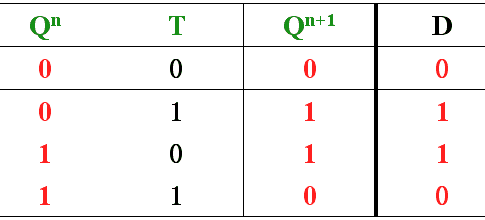 Qⁿ T Qⁿ⁺¹ D
0 0 0 0
0 1 1 1
1 0 1 1
1 1 0 0